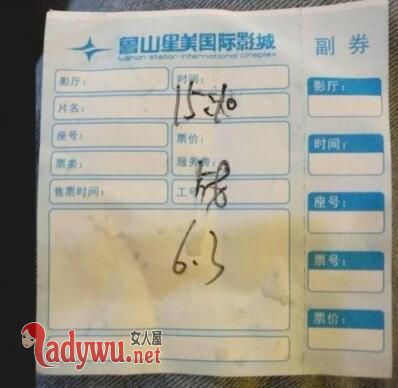 鲁山星美国际影城
lushan stellar international cineplex
副券
影厅：
时间：
片名：
座号：
票价：
票类：
服务费：
售票时间：
工号：
影厅：
时间：
座号：
票号：
票价：
6.3
女人屋
Ladywu.net